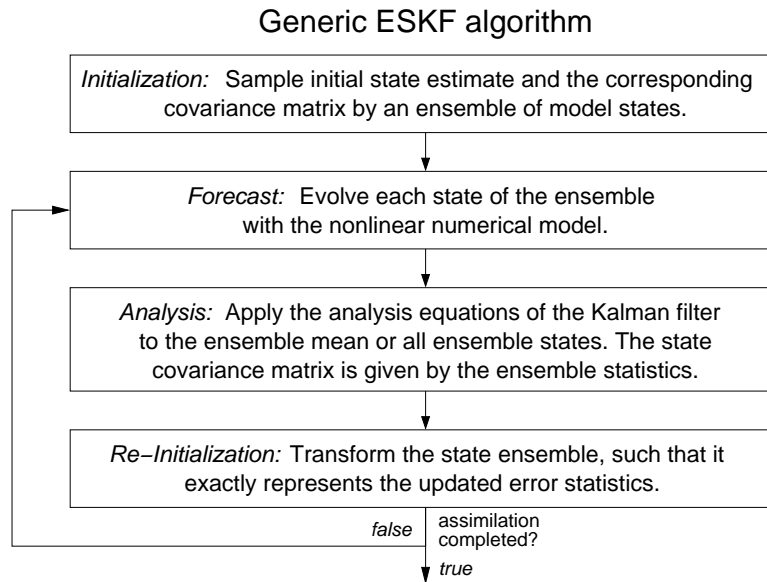 Generic ESKF algorithm
Initialization: Sample initial state estimate and the corresponding
covariance matrix by an ensemble of model states.
Forecast: Evolve each state of the ensemble
with the nonlinear numerical model.
Analysis: Apply the analysis equations of the Kalman filter
to the ensemble mean or all ensemble states. The state
covariance matrix is given by the ensemble statistics.
Re−Initialization: Transform the state ensemble, such that it
exactly represents the updated error statistics.
false
assimilation
completed?
true